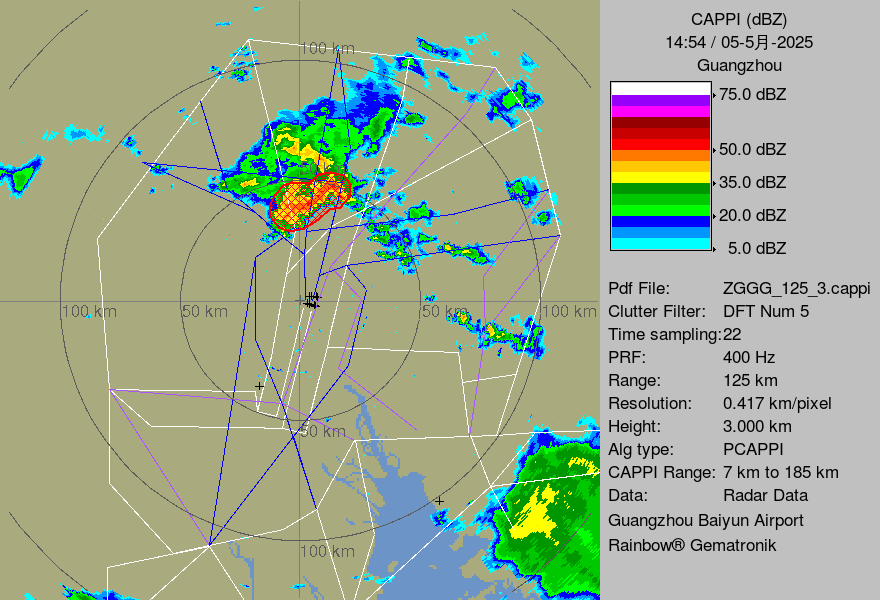 CAPPI (dBZ)
14:54 / 05-5月-2025
Guangzhou
75.0 dBZ
50.0 dBZ
35.0 dBZ
20.0 dBZ
5.0 dBZ
Pdf File: ZGGG_125_3.cappi
Clutter Filter: DFT Num 5
Time sampling:22
PRF: 400 Hz
Range: 125 km
Resolution: 0.417 km/pixel
Height: 3.000 km
Alg type: PCAPPI
CAPPI Range: 7 km to 185 km
Data: Radar Data
Guangzhou Baiyun Airport
Rainbow® Gematronik
100 km
100 km
50 km
50 km
100 km
50 km
100 km